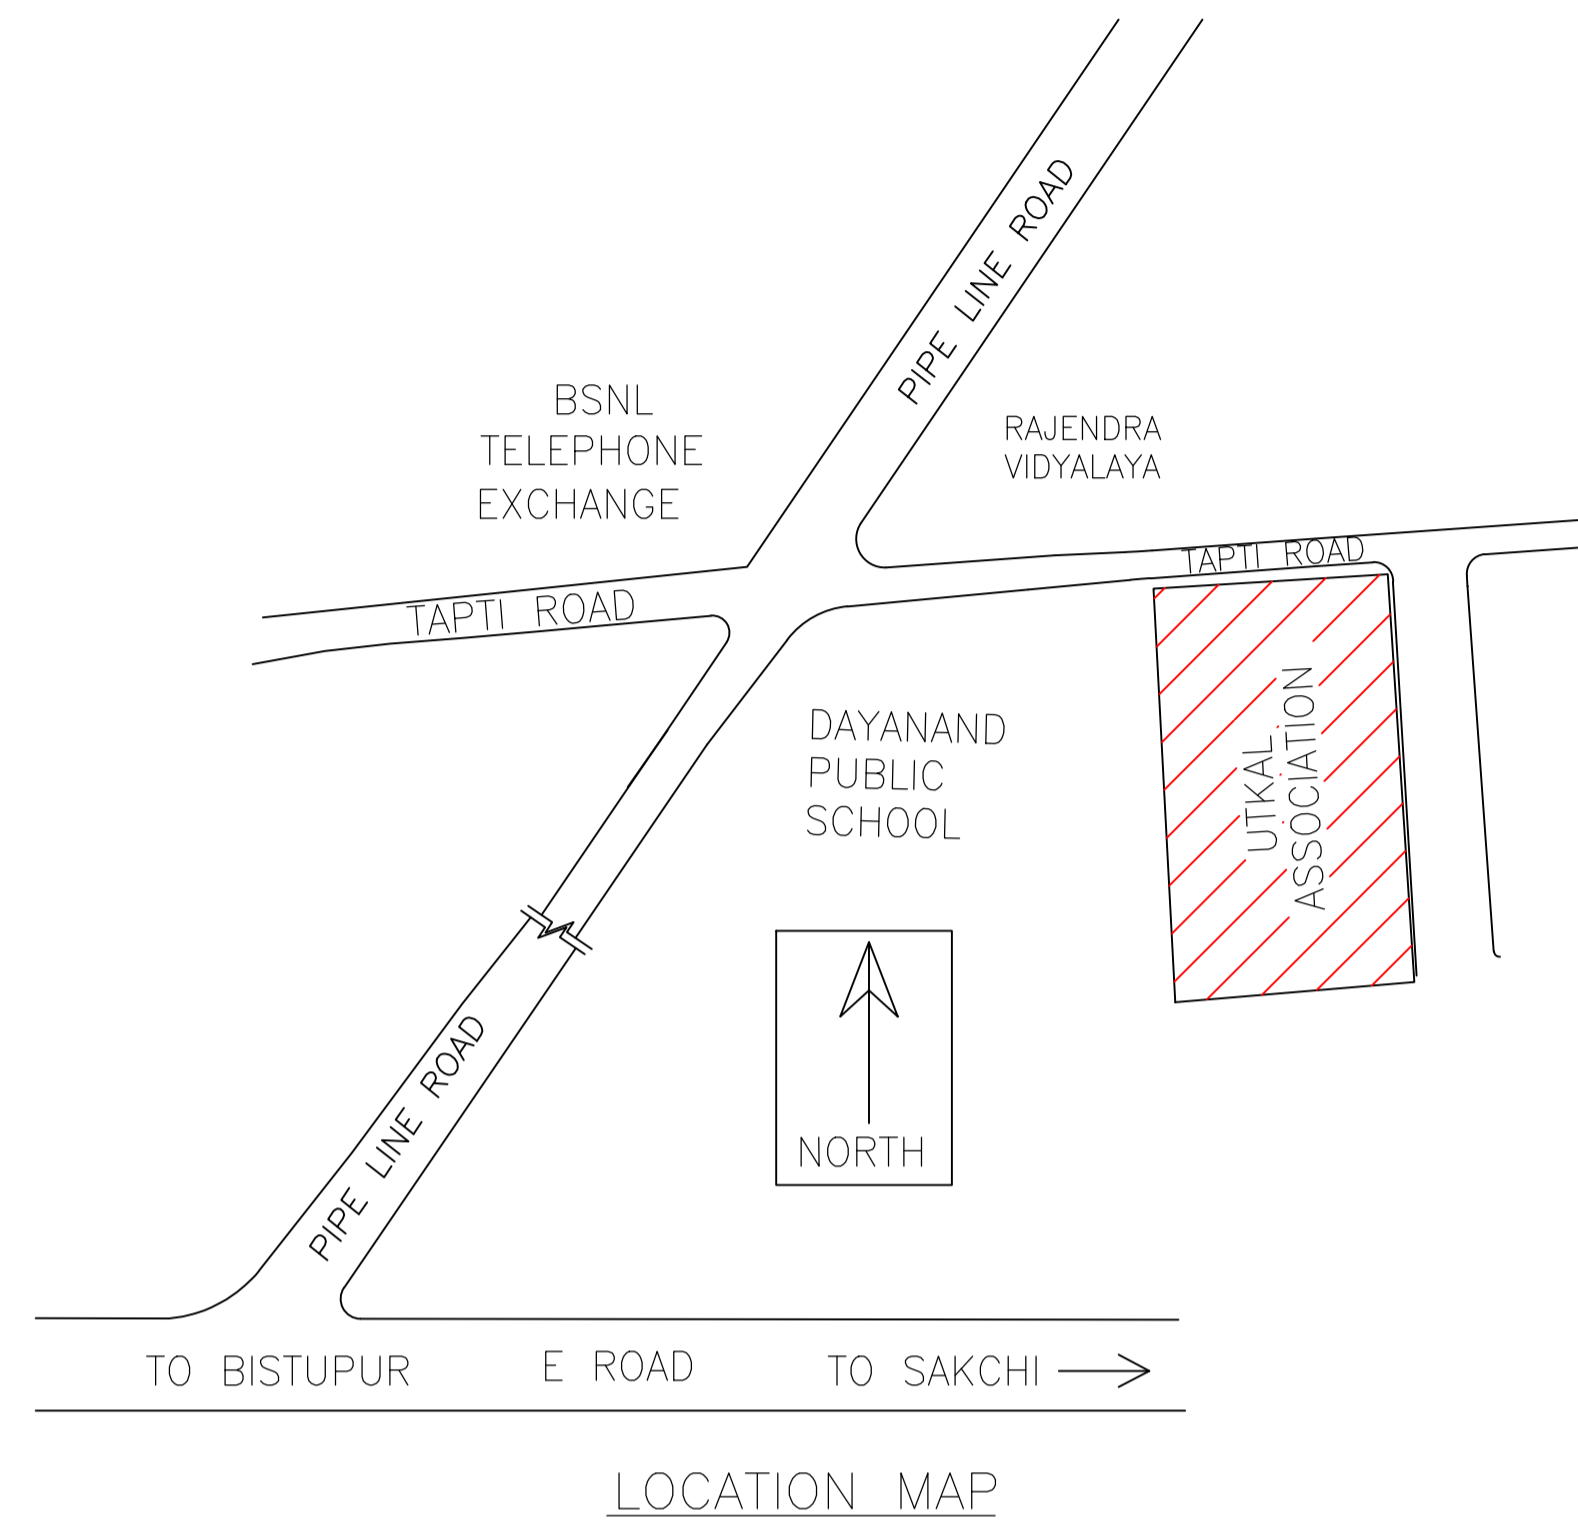 PIPE LINE ROAD
BSNL
TELEPHONE
EXCHANGE
RAJENDRA
VIDYALAYA
TAPTI ROAD
TAPTI ROAD
DAYANAND
PUBLIC
SCHOOL
UTKAL
ASSOCIATION
PIPE LINE ROAD
NORTH
TO BISTUPUR
E ROAD
TO SAKCHI
LOCATION MAP